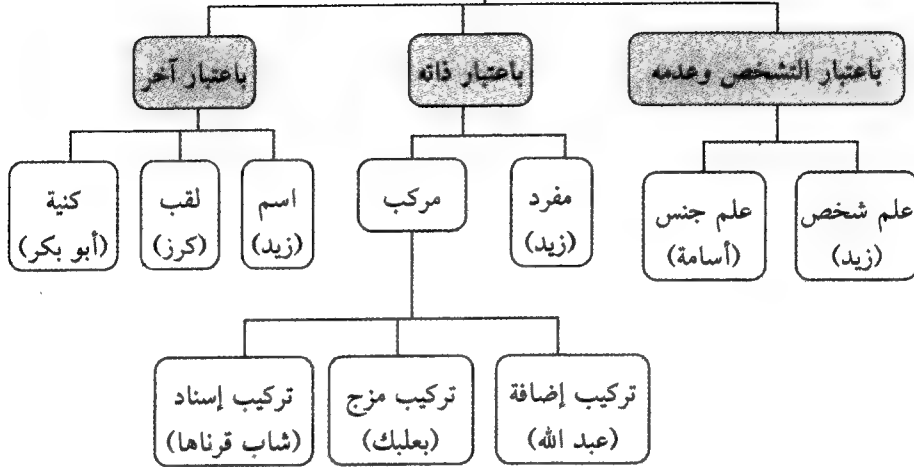 باعتبار التشخص وعدمه
باعتبار ذاته
باعتبار آخر
علم شخص
(زيد)
علم جنس
(أسامة)
مفرد
(زيد)
مركب
اسم
(زيد)
لقب
(كرز)
كنية
(أبو بكر)
تركيب إضافة
(عبد الله)
تركيب مزج
(بعلبك)
تركيب إسناد
(شاب قرناها)